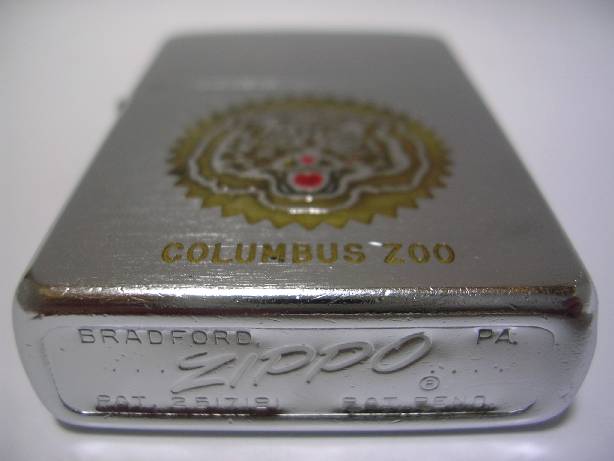 COLUMBUS ZOO
BRADFORD, PA.
ZIPPO ®
PAT. 2517191 PAT. PEND.